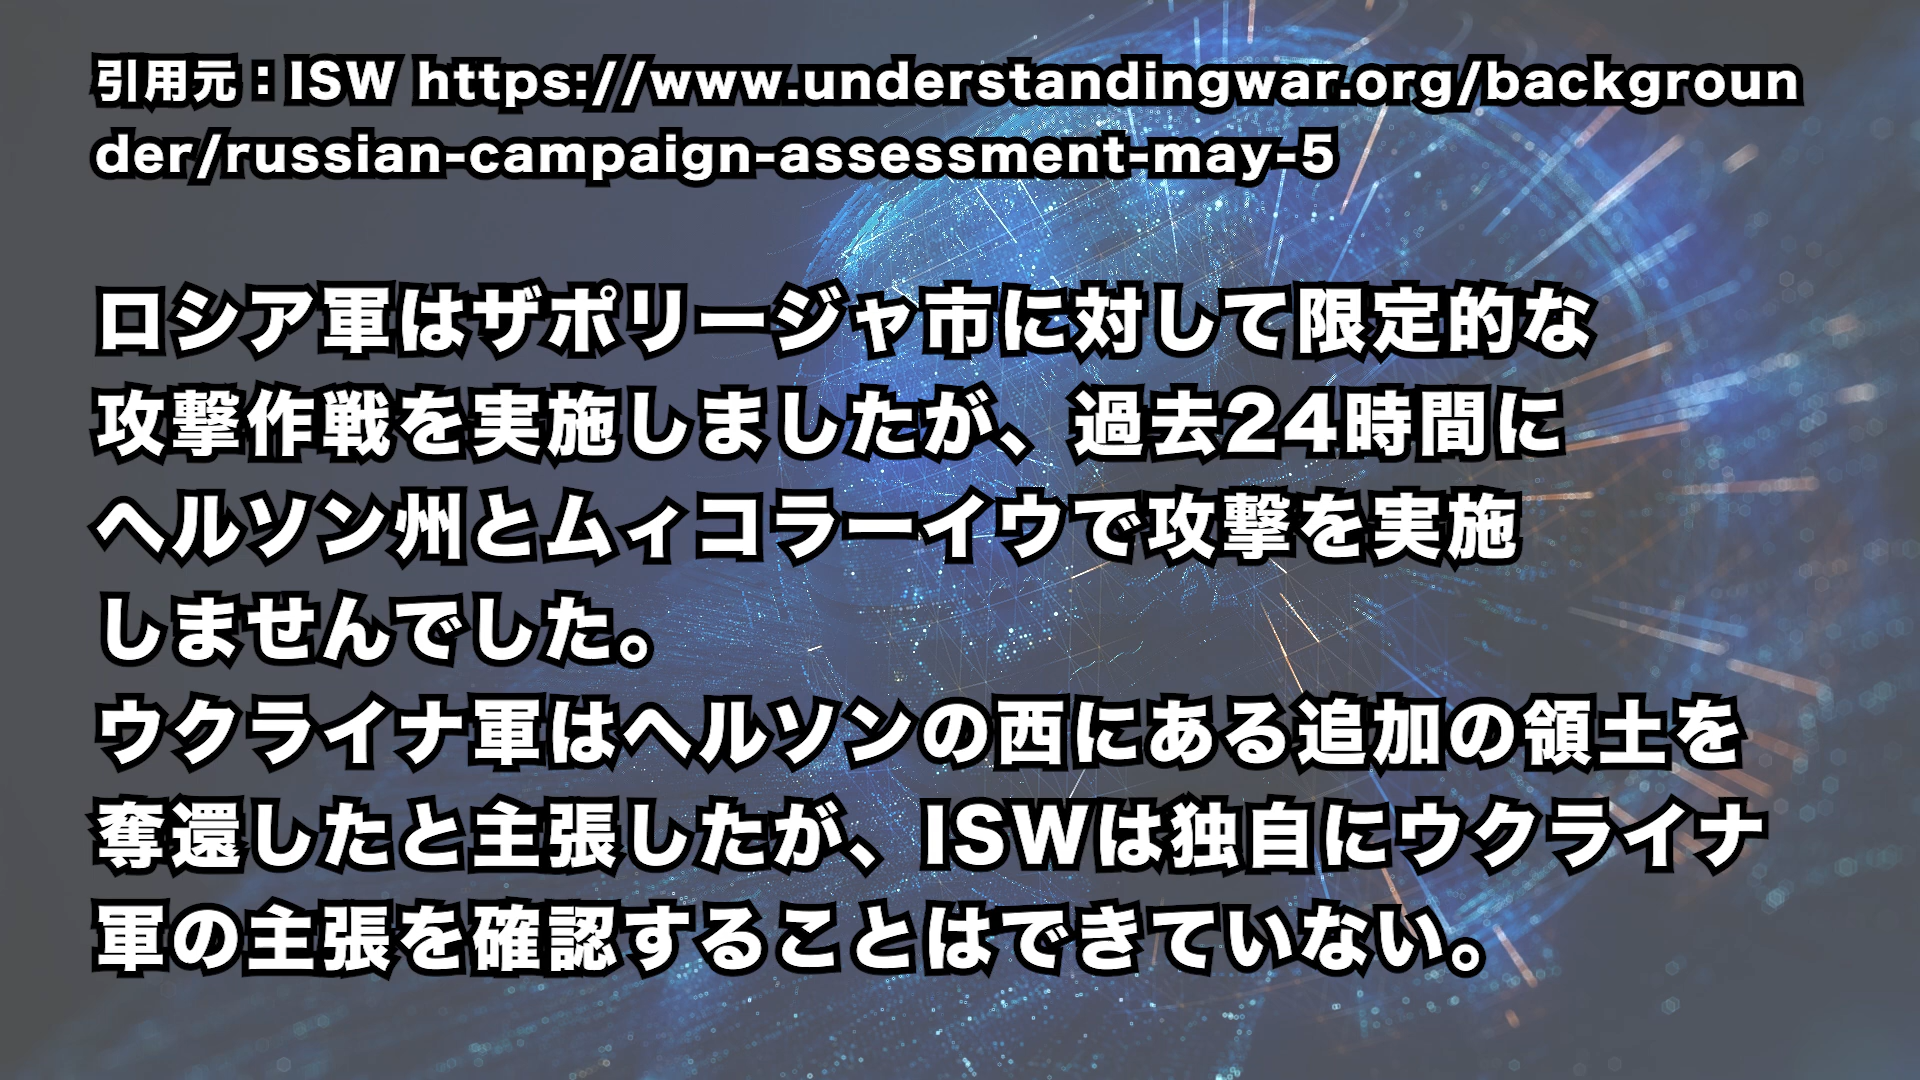 引用元：ISW https://www.understandingwar.org/backgroun
der/russian-campaign-assessment-may-5
ロシア軍はザポリージャ市に対して限定的な
攻撃作戦を実施しましたが、過去24時間に
ヘルソン州とムィコラーイウで攻撃を実施
しませんでした。
ウクライナ軍はヘルソンの西にある追加の領土を
奪還したと主張したが、ISWは独自にウクライナ
軍の主張を確認することはできていない。